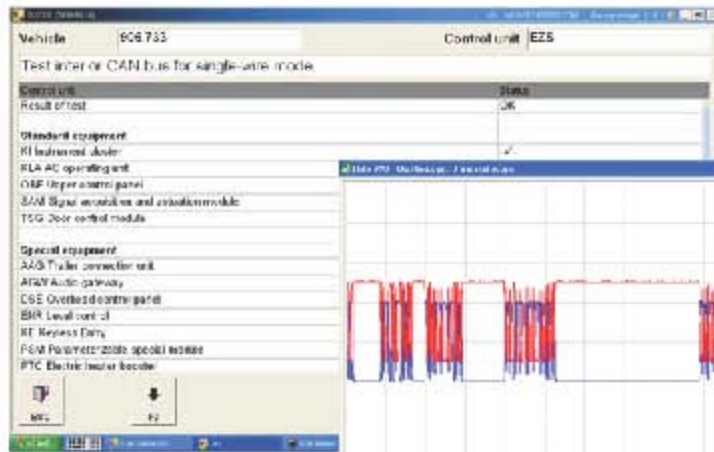 Vehicle 906.733 Control unit EZS
Test interior CAN bus for single-wire mode.
Control unit Status
Result of test OK
Standard equipment
KI Instrument cluster ✓
KLA AC operating unit
OBF Upper control panel
SAM Signal acquisition and actuation module
TSG Door control module
Special equipment
AAG Trailer connection unit
AGW Audio gateway
DBE Overhead control panel
ENR Level control
KE Keyless Entry
PSM Parameterizable special module
PTC Electric heater booster